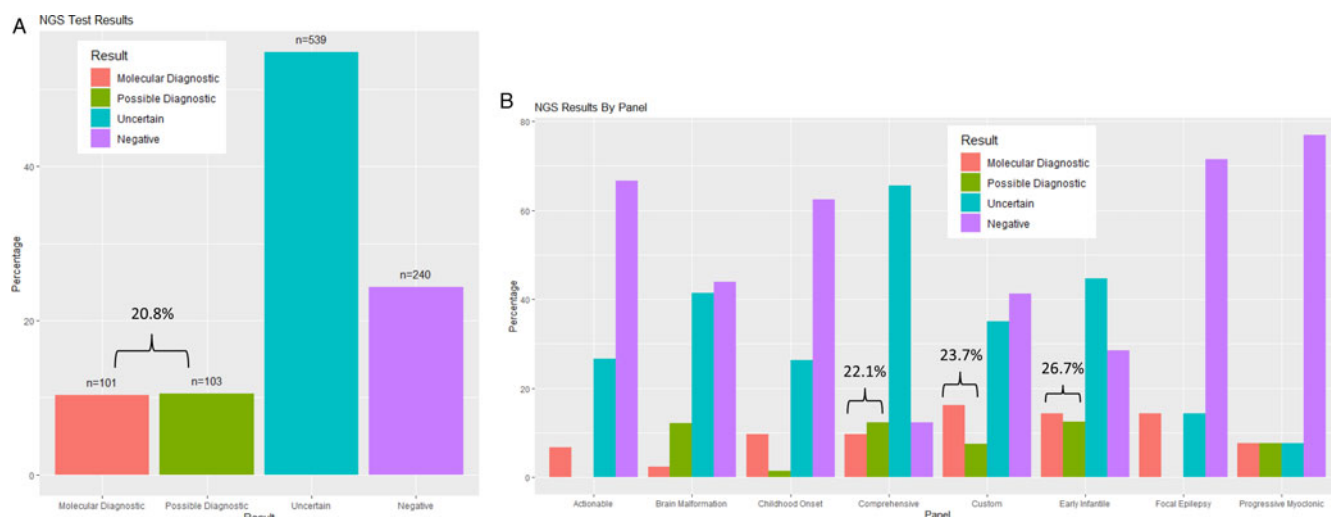 A
NGS Test Results
n=539
Result
Molecular Diagnostic
Possible Diagnostic
Uncertain
Negative
40
n=240
Percentage
20.8%
20
n=101
n=103
0
Molecular Diagnostic
Possible Diagnostic
Uncertain
Negative
Result
B
NGS Results By Panel
80
Result
Molecular Diagnostic
Possible Diagnostic
Uncertain
Negative
60
Percentage
40
23.7%
26.7%
22.1%
20
0
Actionable
Brain Malformation
Childhood Onset
Comprehensive
Custom
Early Infantile
Focal Epilepsy
Progressive Myoclonic
Panel